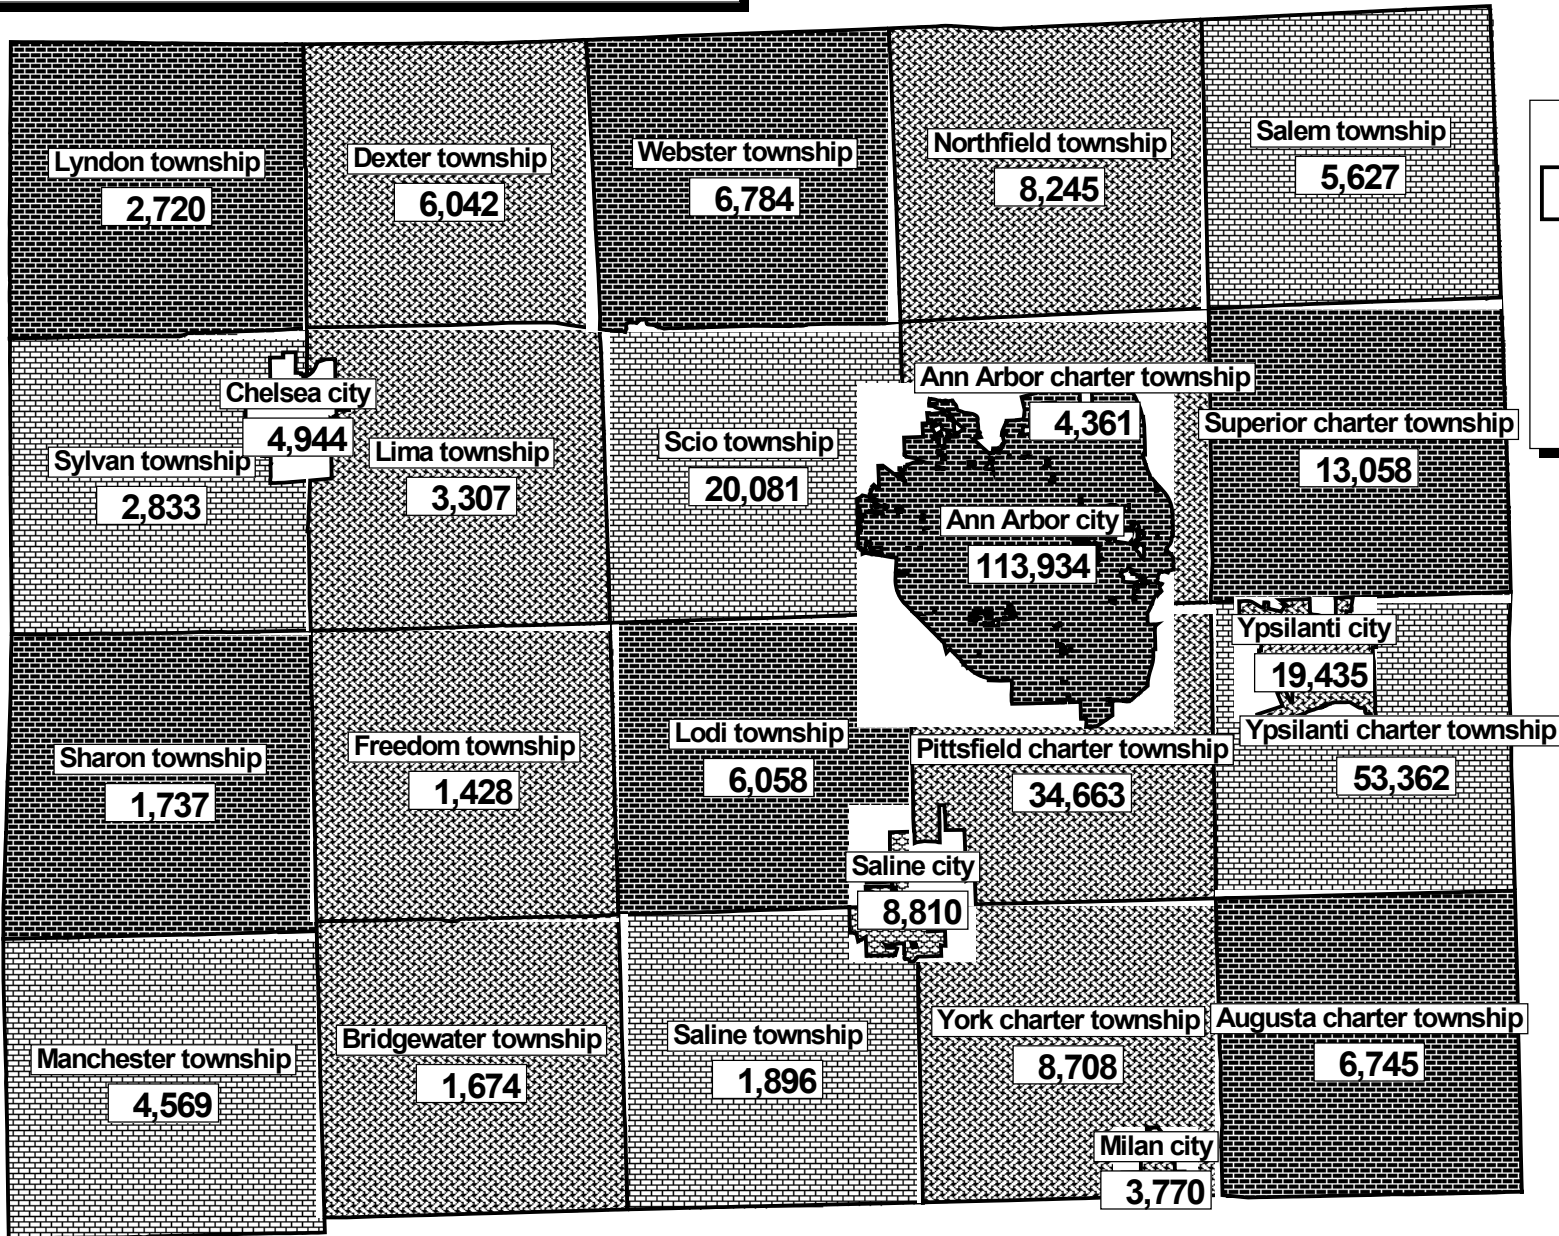 Lyndon township
2,720
Dexter township
6,042
Webster township
6,784
Northfield township
8,245
Salem township
5,627
Chelsea city
4,944
Sylvan township
2,833
Lima township
3,307
Scio township
20,081
Ann Arbor charter township
4,361
Superior charter township
13,058
Ann Arbor city
113,934
Ypsilanti city
19,435
Ypsilanti charter township
53,362
Sharon township
1,737
Freedom township
1,428
Lodi township
6,058
Pittsfield charter township
34,663
Saline city
8,810
Manchester township
4,569
Bridgewater township
1,674
Saline township
1,896
York charter township
8,708
Augusta charter township
6,745
Milan city
3,770